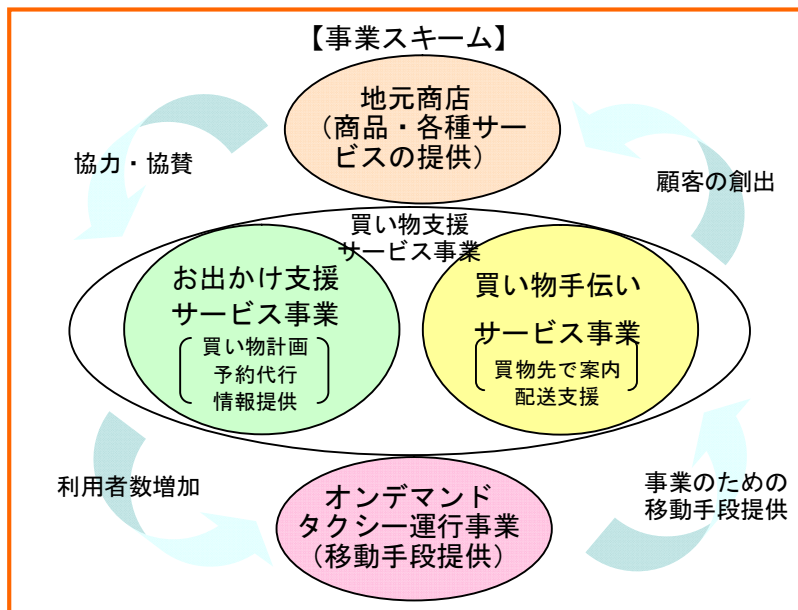 【事業スキーム】
地元商店
(商品・各種サー
ビスの提供)
協力・協賛
顧客の創出
買い物支援
サービス事業
お出かけ支援
サービス事業
買い物計画
予約代行
情報提供
買い物手伝い
サービス事業
買物先で案内
配送支援
利用者数増加
事業のための
移動手段提供
オンデマンド
タクシー運行事業
(移動手段提供)